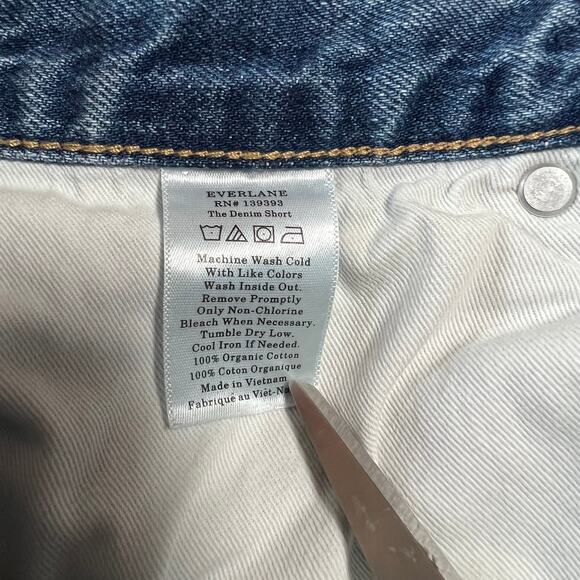 EVERLANE
RN# 139393
The Denim Short
Machine Wash Cold
With Like Colors
Wash Inside Out.
Remove Promptly
Only Non-Chlorine
Bleach When Necessary.
Tumble Dry Low.
Cool Iron If Needed.
100% Organic Cotton
100% Coton Organique
Made in Vietnam
Fabriqué au Viêt-